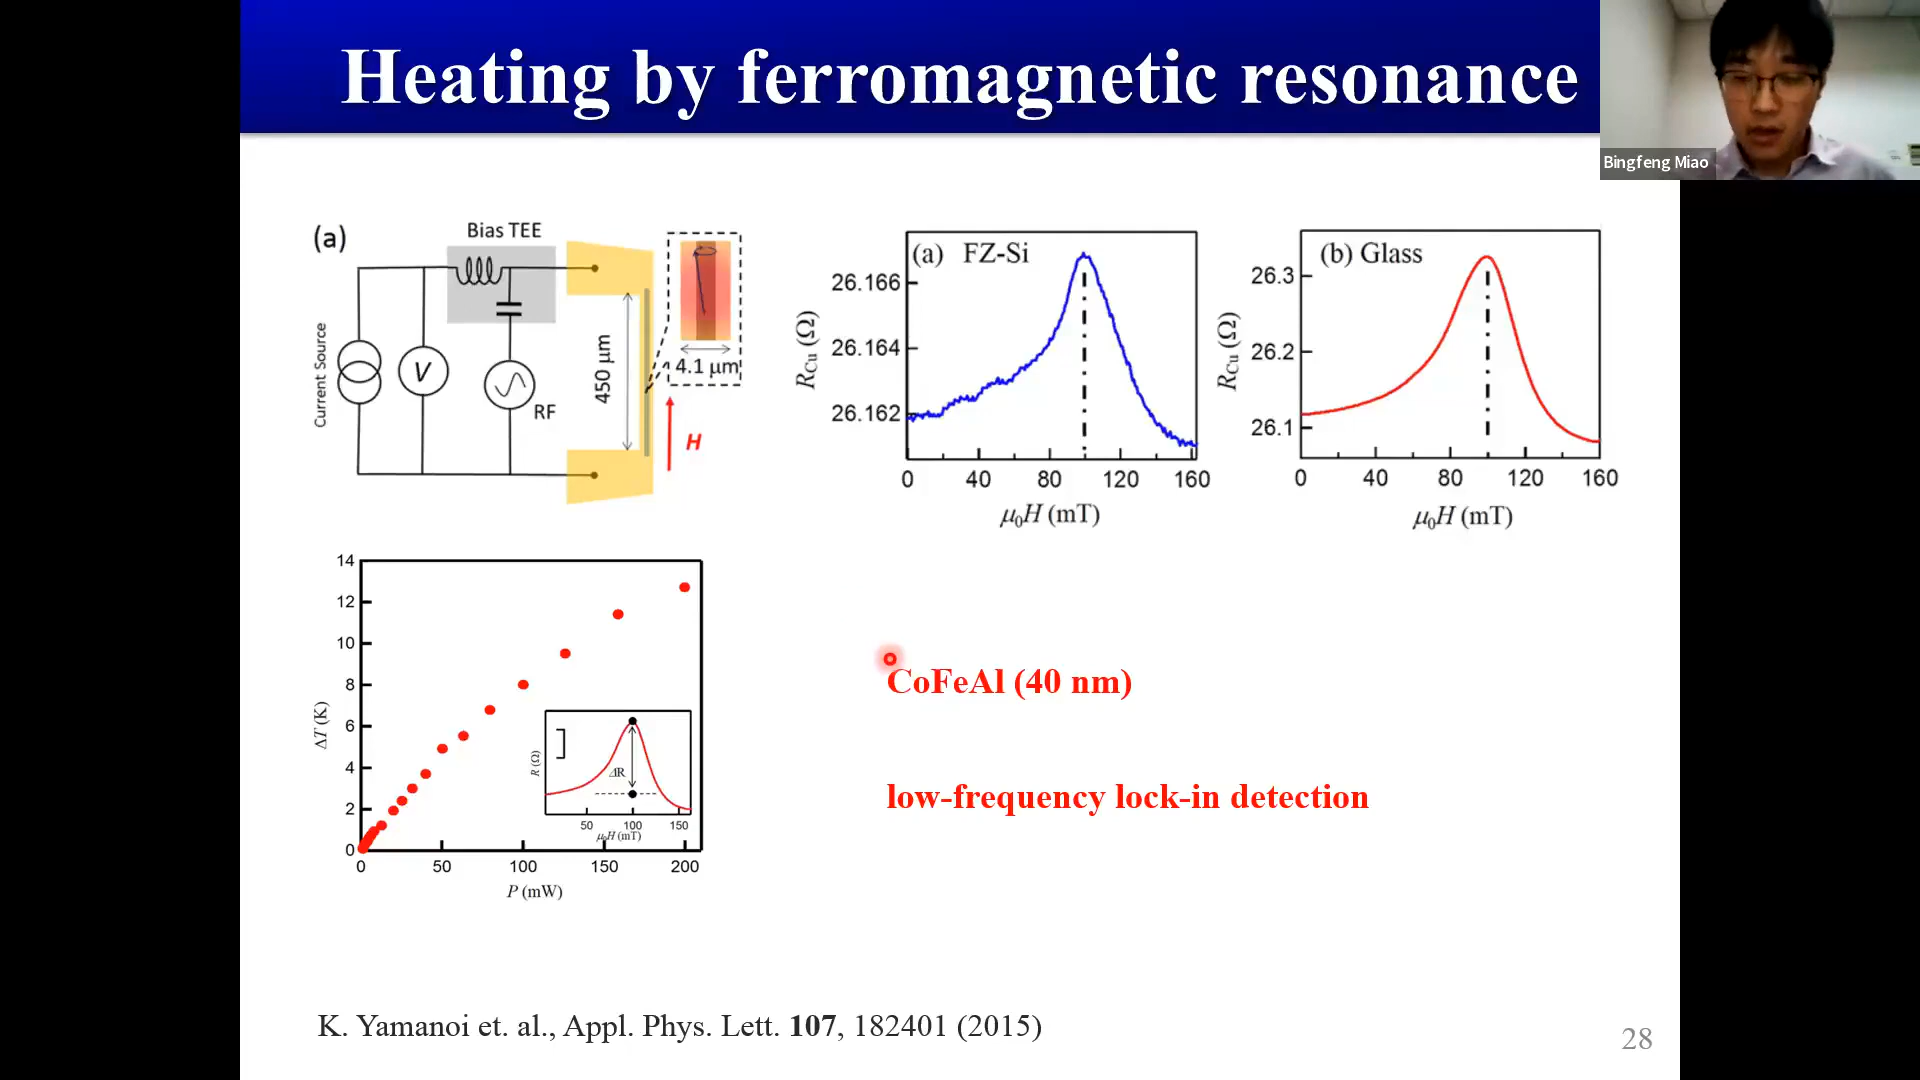 Heating by ferromagnetic resonance
Bingfeng Miao
(a)
Bias TEE
Current Source
V
RF
450 µm
4.1 µm
H
(a) FZ-Si
26.166
26.164
26.162
R_Cu (Ω)
0 40 80 120 160
µ₀H (mT)
(b) Glass
26.3
26.2
26.1
R_Cu (Ω)
0 40 80 120 160
µ₀H (mT)
14
12
10
8
6
4
2
0
ΔT (K)
0 50 100 150 200
P (mW)
R (Ω)
ΔR
50 100 150
µ₀H (mT)
CoFeAl (40 nm)
low-frequency lock-in detection
K. Yamanoi et. al., Appl. Phys. Lett. 107, 182401 (2015)
28